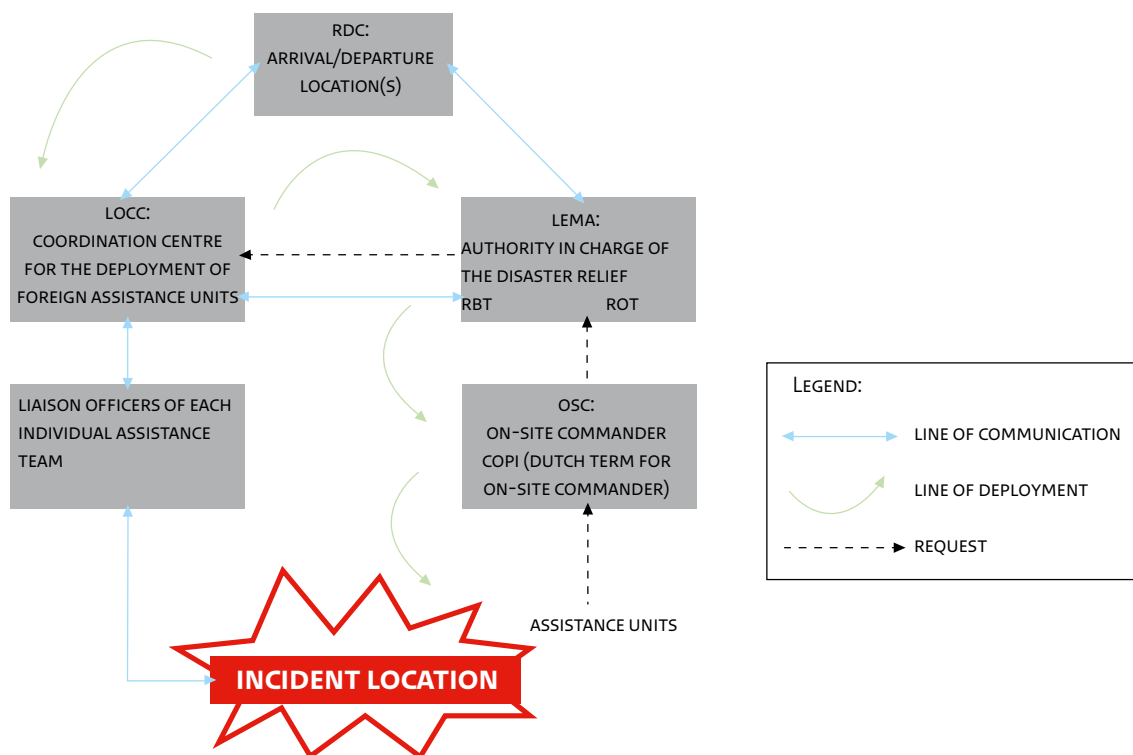 RDC:
ARRIVAL/DEPARTURE
LOCATION(S)
LOCC:
COORDINATION CENTRE
FOR THE DEPLOYMENT OF
FOREIGN ASSISTANCE UNITS
LEMA:
AUTHORITY IN CHARGE OF
THE DISASTER RELIEF
RBT ROT
LIAISON OFFICERS OF EACH
INDIVIDUAL ASSISTANCE
TEAM
OSC:
ON-SITE COMMANDER
COPI (DUTCH TERM FOR
ON-SITE COMMANDER)
LEGEND:
LINE OF COMMUNICATION
LINE OF DEPLOYMENT
REQUEST
ASSISTANCE UNITS
INCIDENT LOCATION